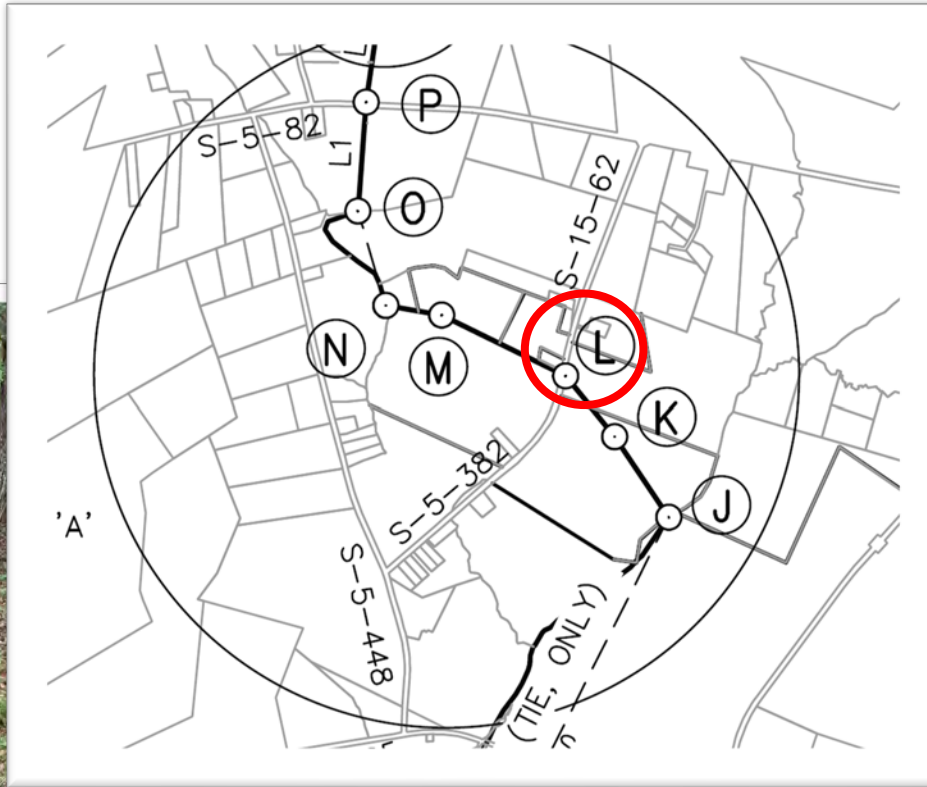 P
S-5-82
L1
O
S-15-62
N
M
L
K
S-5-382
J
'A'
S-5-448
(TIE, ONLY)